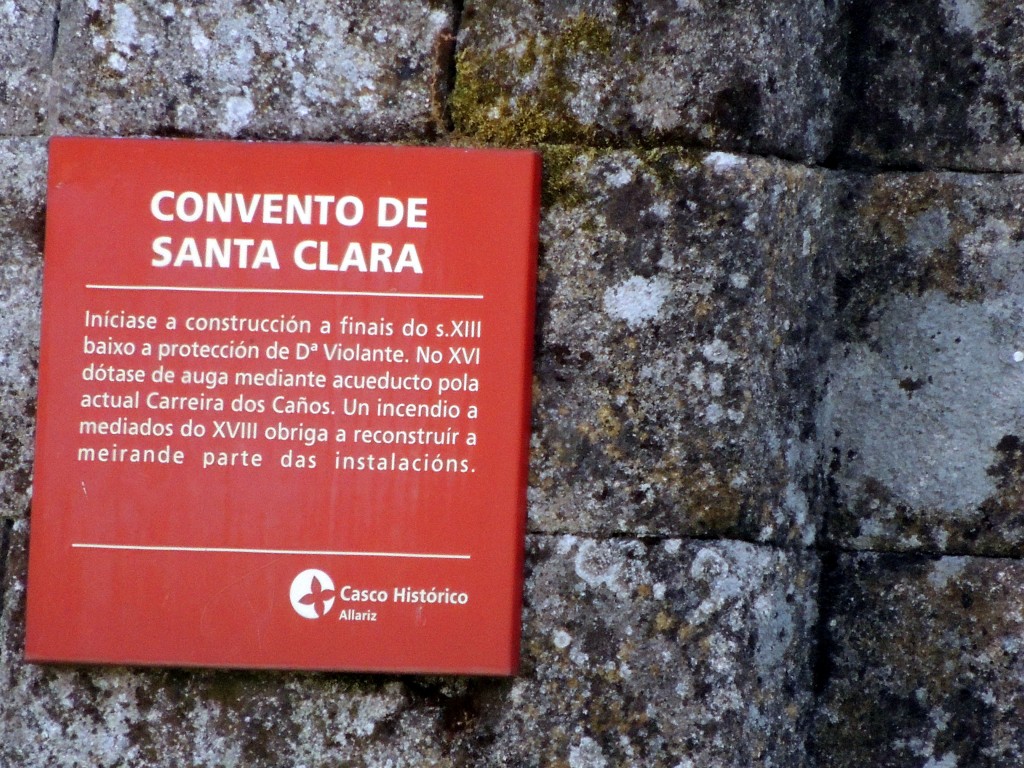 CONVENTO DE
SANTA CLARA
Iníciase a construcción a finais do s.XIII
baixo a protección de Dª Violante. No XVI
dótase de auga mediante acueducto pola
actual Carreira dos Caños. Un incendio a
mediados do XVIII obriga a reconstruír a
meirande parte das instalacións.
Casco Histórico
Allariz